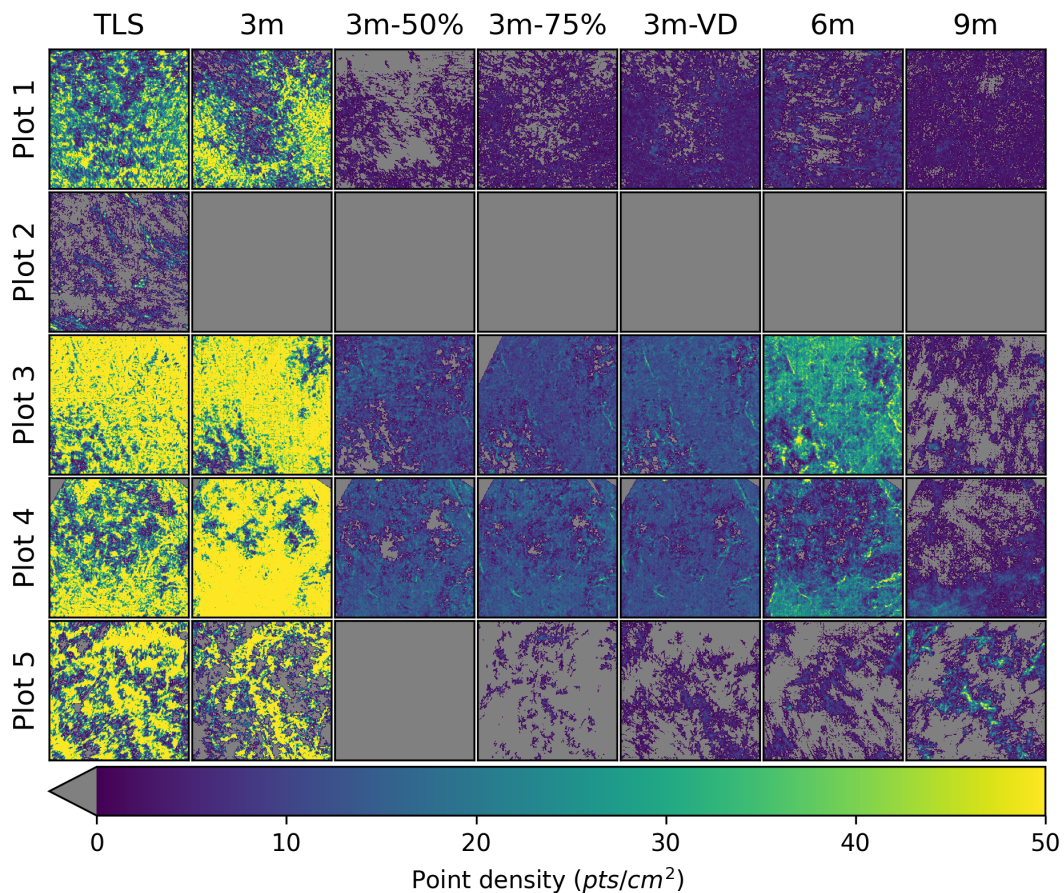 TLS 3m 3m-50% 3m-75% 3m-VD 6m 9m
Plot 1
Plot 2
Plot 3
Plot 4
Plot 5
0 10 20 30 40 50
Point density (pts/cm²)